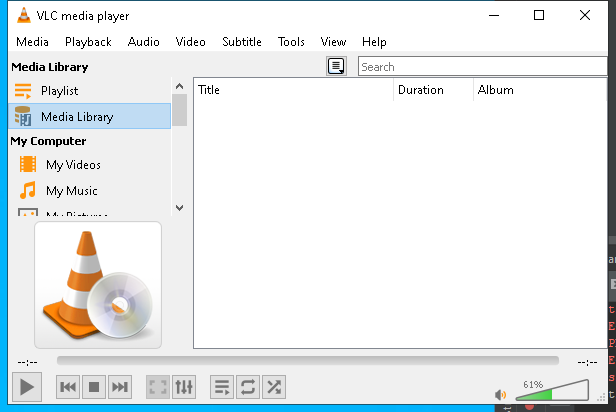 VLC media player
Media Playback Audio Video Subtitle Tools View Help
Media Library
Search
Playlist
Title Duration Album
Media Library
My Computer
My Videos
My Music
My Pictures
--:-- --:--
61%